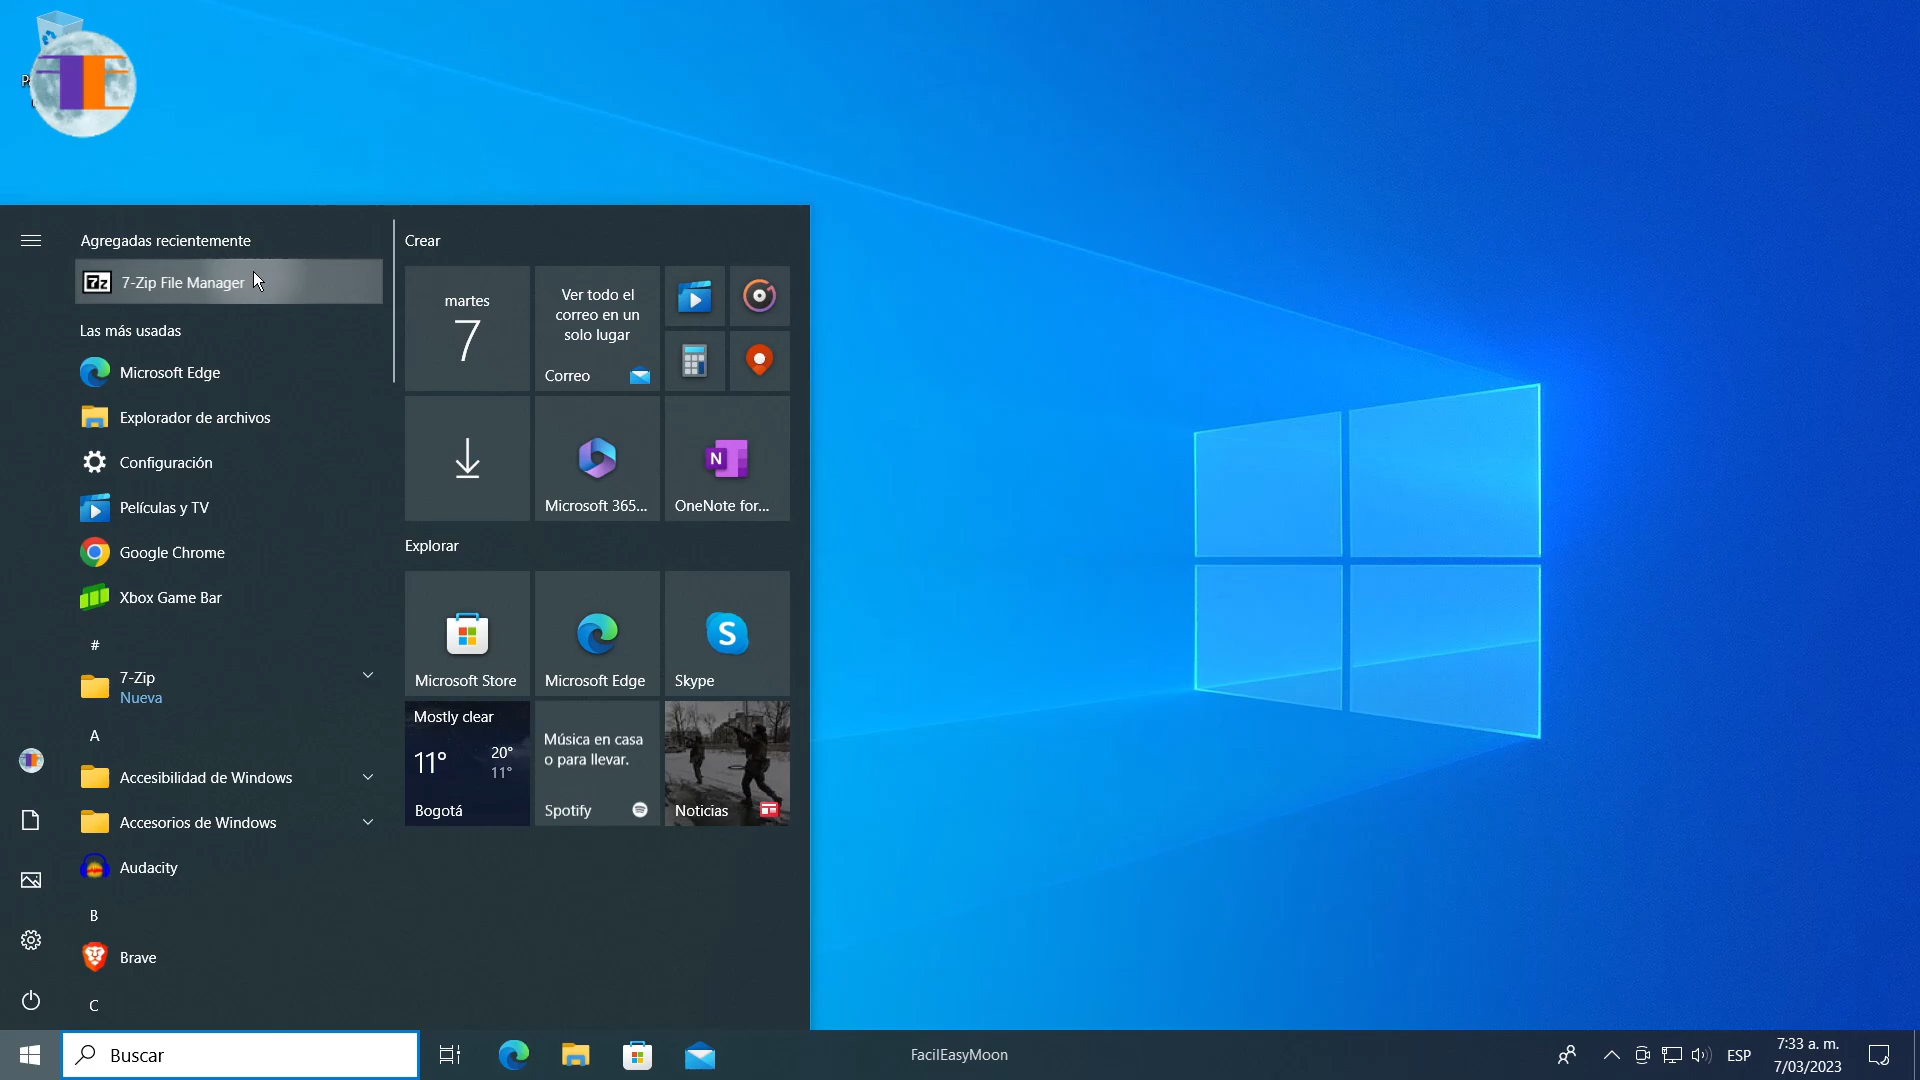 Agregadas recientemente
7-Zip File Manager
Las más usadas
Microsoft Edge
Explorador de archivos
Configuración
Películas y TV
Google Chrome
Xbox Game Bar
#
7-Zip
Nueva
A
Accesibilidad de Windows
Accesorios de Windows
Audacity
B
Brave
C
Crear
martes
7
Ver todo el
correo en un
solo lugar
Correo
Microsoft 365...
N
OneNote for...
Explorar
Microsoft Store
Microsoft Edge
S
Skype
Mostly clear
11°
20°
11°
Bogotá
Música en casa
o para llevar.
Spotify
Noticias
Buscar
FacilEasyMoon
ESP
7:33 a. m.
7/03/2023